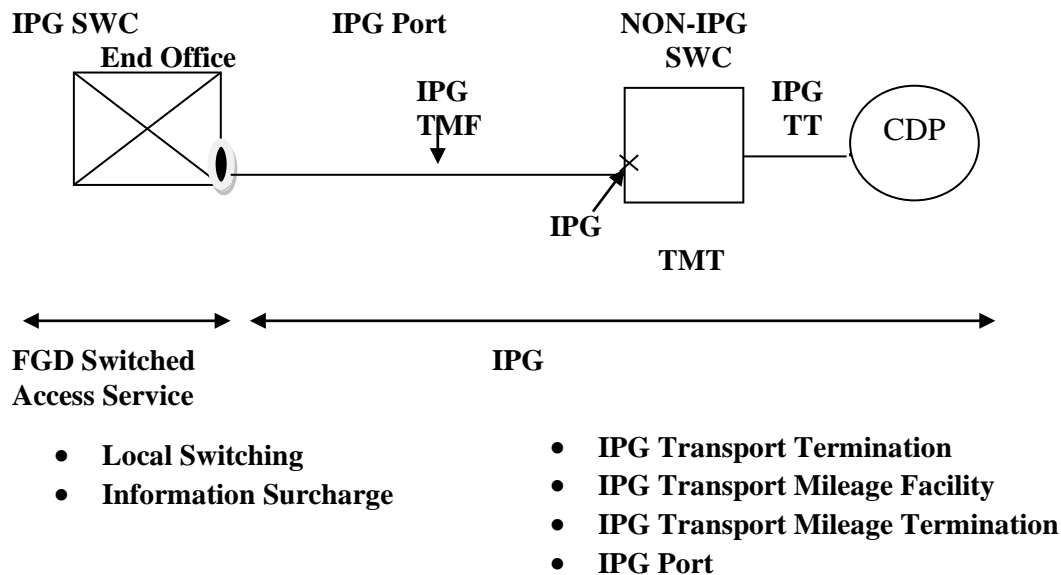 IPG SWC
End Office
IPG Port
NON-IPG
SWC
IPG
TMF
IPG
TT
CDP
IPG
TMT
FGD Switched
Access Service
IPG
• Local Switching
• Information Surcharge
• IPG Transport Termination
• IPG Transport Mileage Facility
• IPG Transport Mileage Termination
• IPG Port